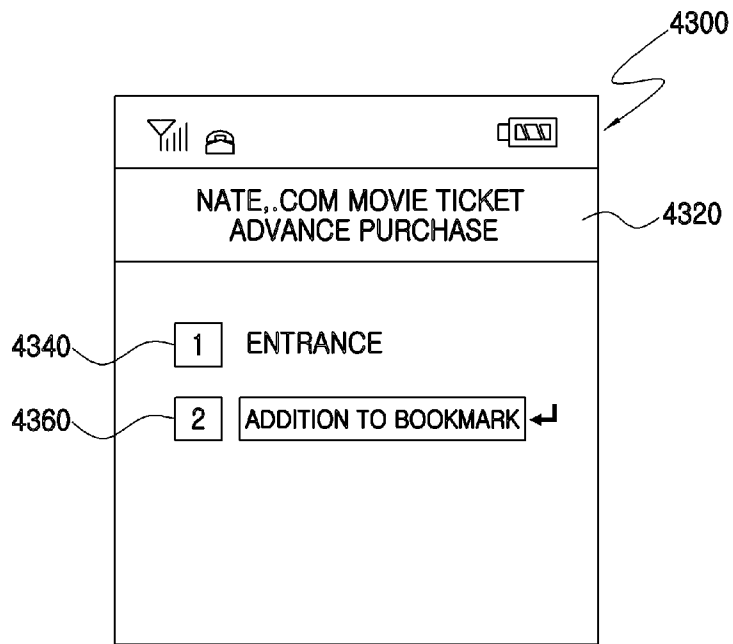 4300
NATE,.COM MOVIE TICKET
ADVANCE PURCHASE
4320
4340
1 ENTRANCE
4360
2 ADDITION TO BOOKMARK